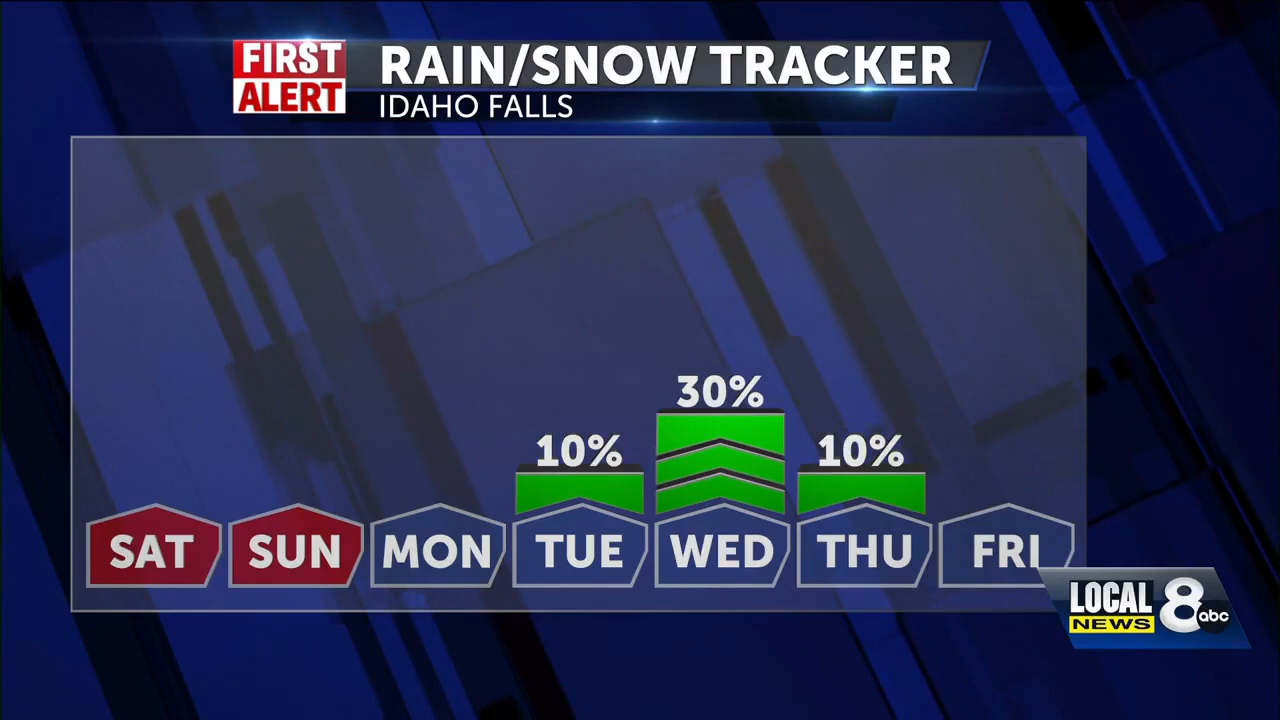 FIRST
ALERT
RAIN/SNOW TRACKER
IDAHO FALLS
30%
10%
10%
SAT
SUN
MON
TUE
WED
THU
FRI
LOCAL
NEWS
8
abc